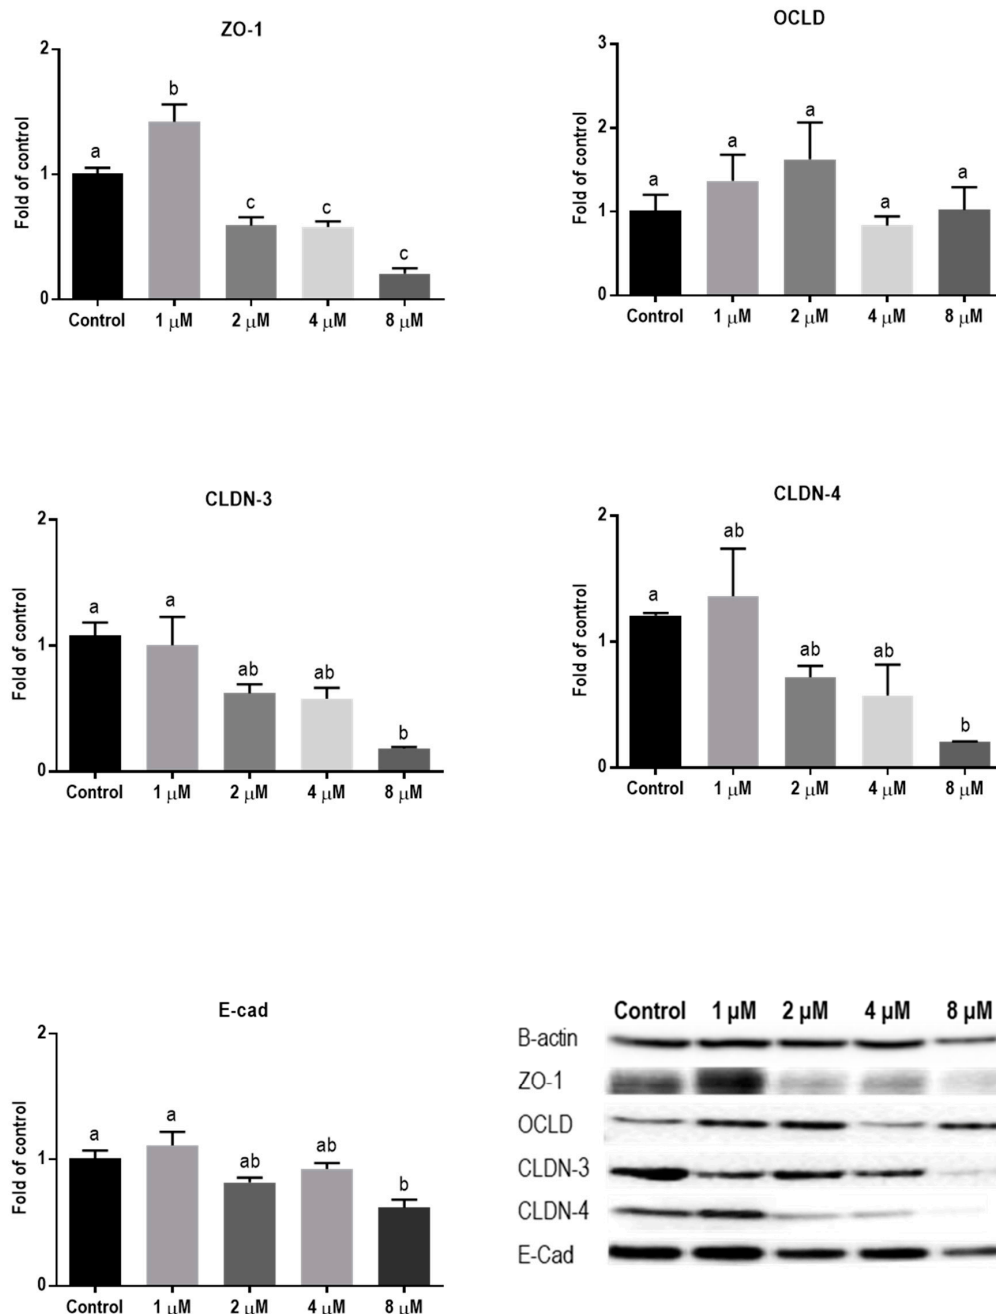 ZO-1
2
1
0
Fold of control
a
b
c
c
c
Control 1 μM 2 μM 4 μM 8 μM
OCLD
3
2
1
0
Fold of control
a
a
a
a
a
Control 1 μM 2 μM 4 μM 8 μM
CLDN-3
2
1
0
Fold of control
a
a
ab
ab
b
Control 1 μM 2 μM 4 μM 8 μM
CLDN-4
2
1
0
Fold of control
a
ab
ab
ab
b
Control 1 μM 2 μM 4 μM 8 μM
E-cad
2
1
0
Fold of control
a
a
ab
ab
b
Control 1 μM 2 μM 4 μM 8 μM
Control 1 μM 2 μM 4 μM 8 μM
B-actin
ZO-1
OCLD
CLDN-3
CLDN-4
E-Cad